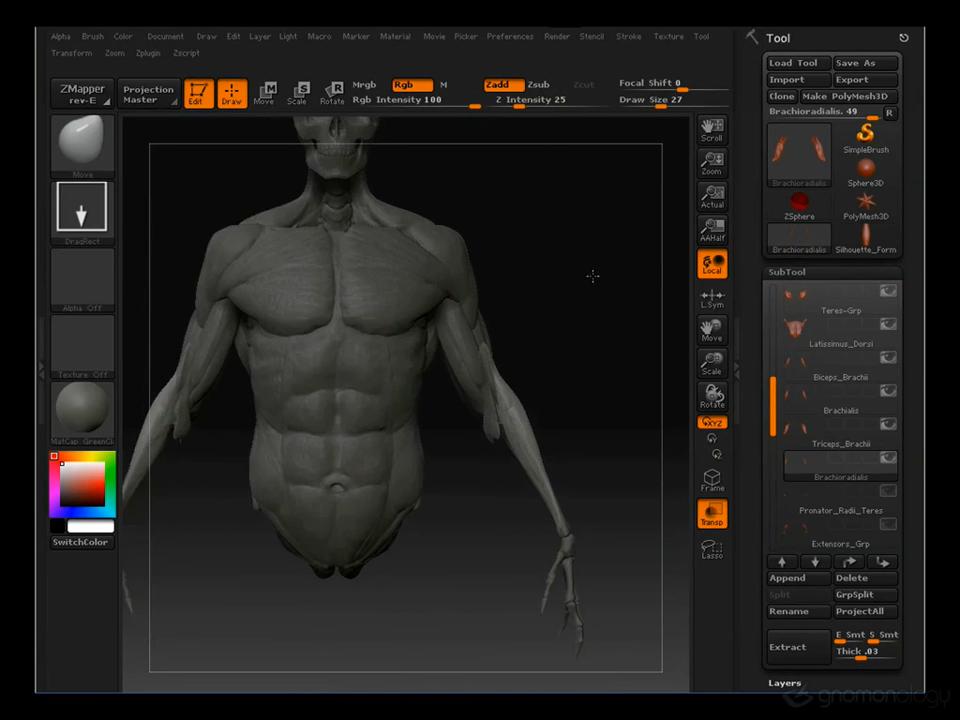 Alpha Brush Color Document Draw Edit Layer Light Macro Marker Material Movie Picker Preferences Render Stencil Stroke Texture Tool
Transform Zoom Zplugin Zscript
ZMapper
rev-E
Projection
Master
Edit
Draw
Move
Scale
Rotate
Mrgb Rgb M
Rgb Intensity 100
Zadd Zsub Zcut
Z Intensity 25
Focal Shift 0
Draw Size 27
Move
DragRect
Alpha Off
Texture Off
MatCap_GreenCl
SwitchColor
Scroll
Zoom
Actual
AAHalf
Local
L.Sym
Move
Scale
Rotate
XYZ
Frame
Transp
Lasso
Tool
Load Tool Save As
Import Export
Clone Make PolyMesh3D
Brachioradialis. 49 R
SimpleBrush
Brachioradialis Sphere3D
ZSphere PolyMesh3D
Brachioradialis Silhouette_Form
SubTool
Teres-Grp
Latissimus_Dorsi
Biceps_Brachii
Brachialis
Triceps_Brachii
Brachioradialis
Pronator_Radii_Teres
Extensors_Grp
Append Delete
Split GrpSplit
Rename ProjectAll
E Smt S Smt
Extract
Thick .03
Layers
gnomonology